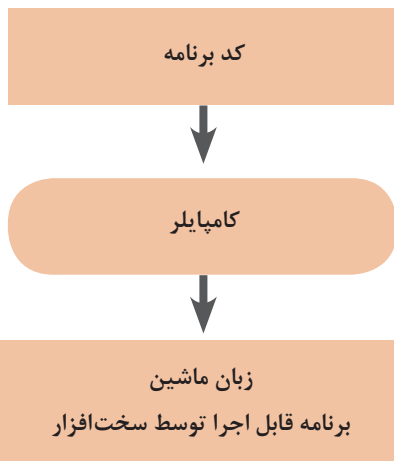 کد برنامه
کامپایلر
زبان ماشین
برنامه قابل اجرا توسط سخت‌افزار